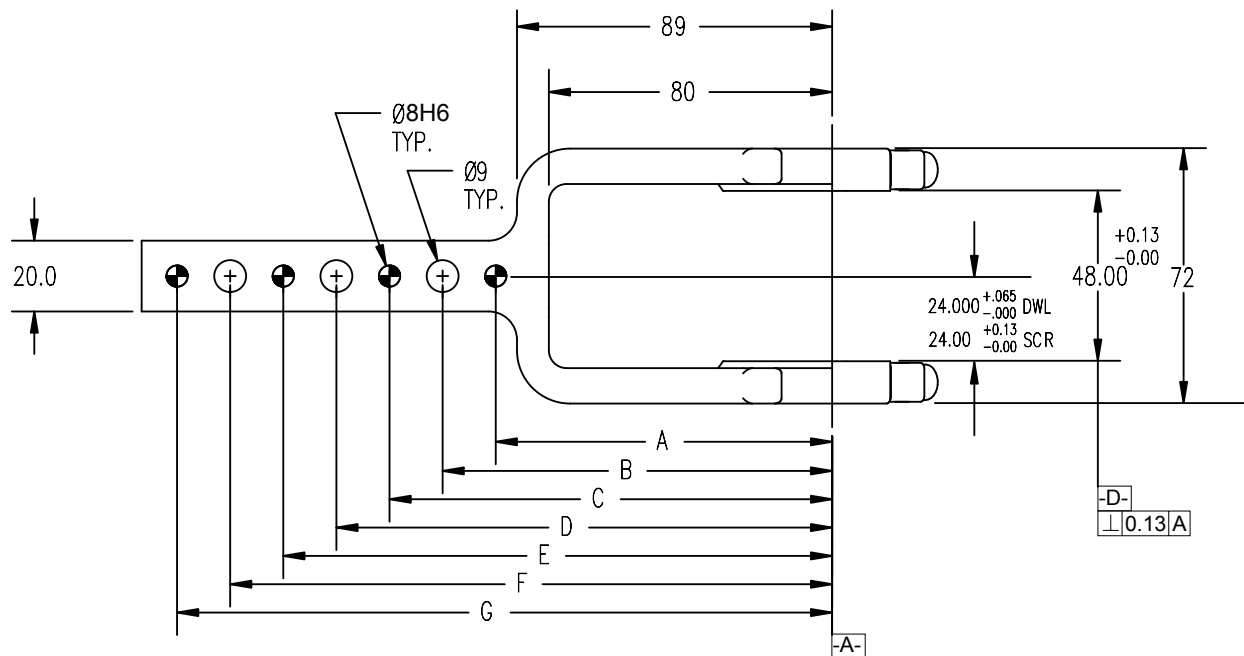 89
80
Ø8H6
TYP.
Ø9
TYP.
20.0
+0.13
-0.00
48.00
72
24.000 +.065 -.000 DWL
24.00 +0.13 -0.00 SCR
A
B
C
D
E
F
G
-D-
⊥ 0.13 A
-A-